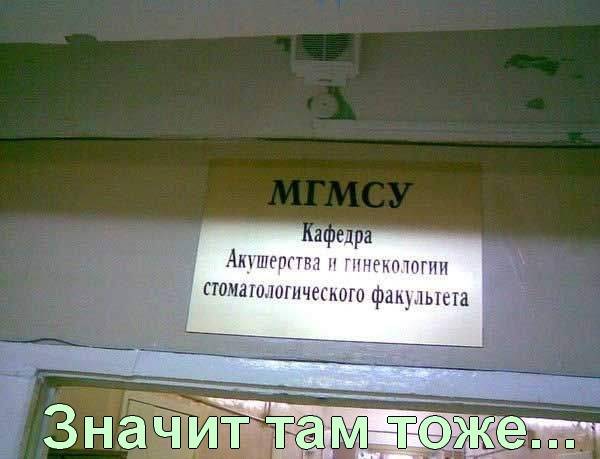 МГМСУ
Кафедра
Акушерства и гинекологии
стоматологического факультета
Значит там тоже...